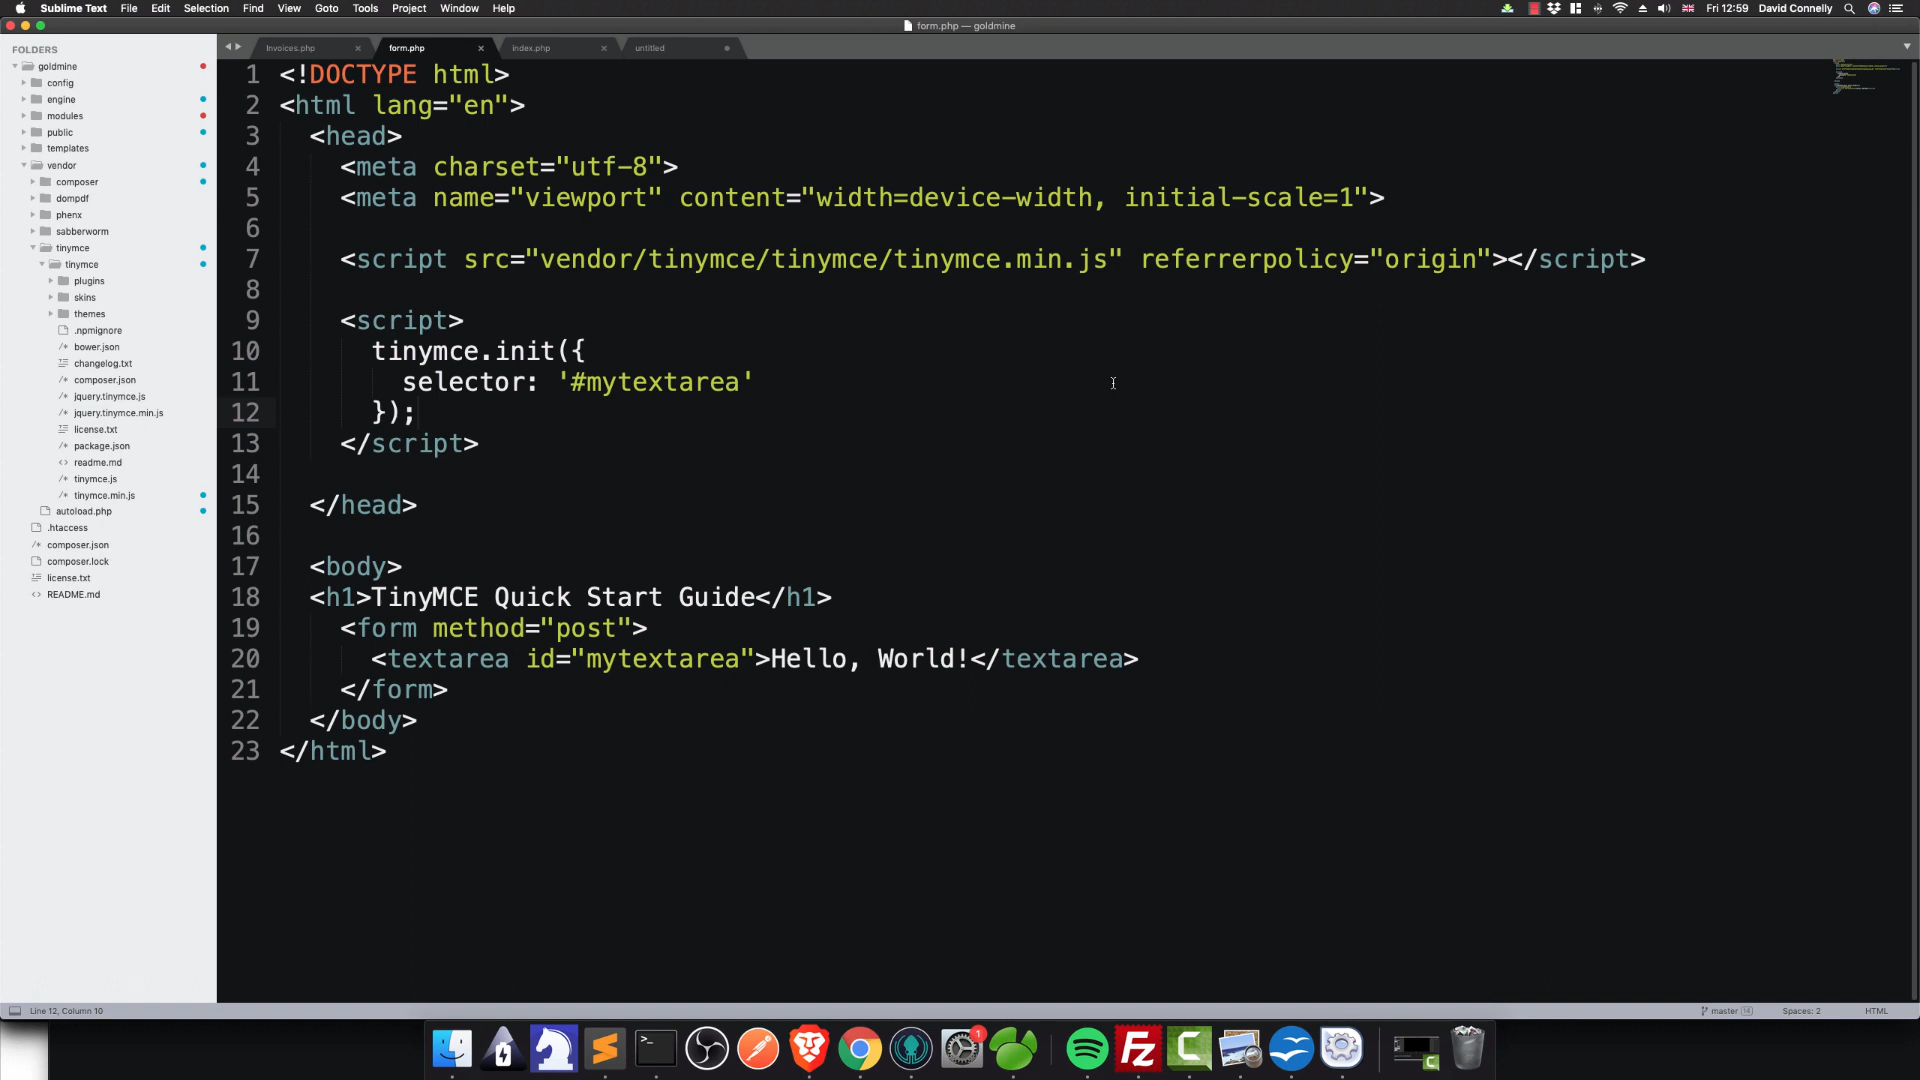 Sublime Text File Edit Selection Find View Goto Tools Project Window Help Fri 12:59 David Connelly
form.php — goldmine
FOLDERS
goldmine
config
engine
modules
public
templates
vendor
composer
dompdf
phenx
sabberworm
tinymce
tinymce
plugins
skins
themes
.npmignore
bower.json
changelog.txt
composer.json
jquery.tinymce.js
jquery.tinymce.min.js
license.txt
package.json
readme.md
tinymce.js
tinymce.min.js
autoload.php
.htaccess
composer.json
composer.lock
license.txt
README.md
Invoices.php form.php index.php untitled
1 <!DOCTYPE html>
2 <html lang="en">
3 <head>
4 <meta charset="utf-8">
5 <meta name="viewport" content="width=device-width, initial-scale=1">
6
7 <script src="vendor/tinymce/tinymce/tinymce.min.js" referrerpolicy="origin"></script>
8
9 <script>
10 tinymce.init({
11 selector: '#mytextarea'
12 });
13 </script>
14
15 </head>
16
17 <body>
18 <h1>TinyMCE Quick Start Guide</h1>
19 <form method="post">
20 <textarea id="mytextarea">Hello, World!</textarea>
21 </form>
22 </body>
23 </html>
Line 12, Column 10 master 14 Spaces: 2 HTML
>_ Fz C 1